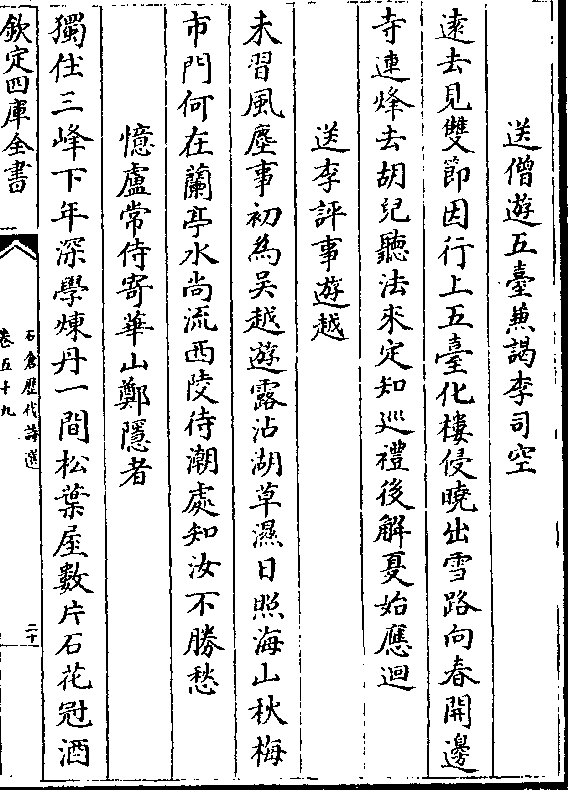 送僧遊五臺兼謁李司空
逺去見雙節因行上五臺化樓侵曉出雪路向春開邊
寺連烽去胡兒聽法來定知巡禮後解夏始應迴
送李評事遊越
未習風塵事初為吳越遊露沾湖草濕日照海山秋梅
市門何在蘭亭水尚流西陵待潮處知汝不勝愁
憶盧常侍寄華山鄭隱者
獨住三峰下年深學煉丹一間松葉屋數片石花冠酒
欽定四庫全書
石倉歷代詩選
卷五十九
二十